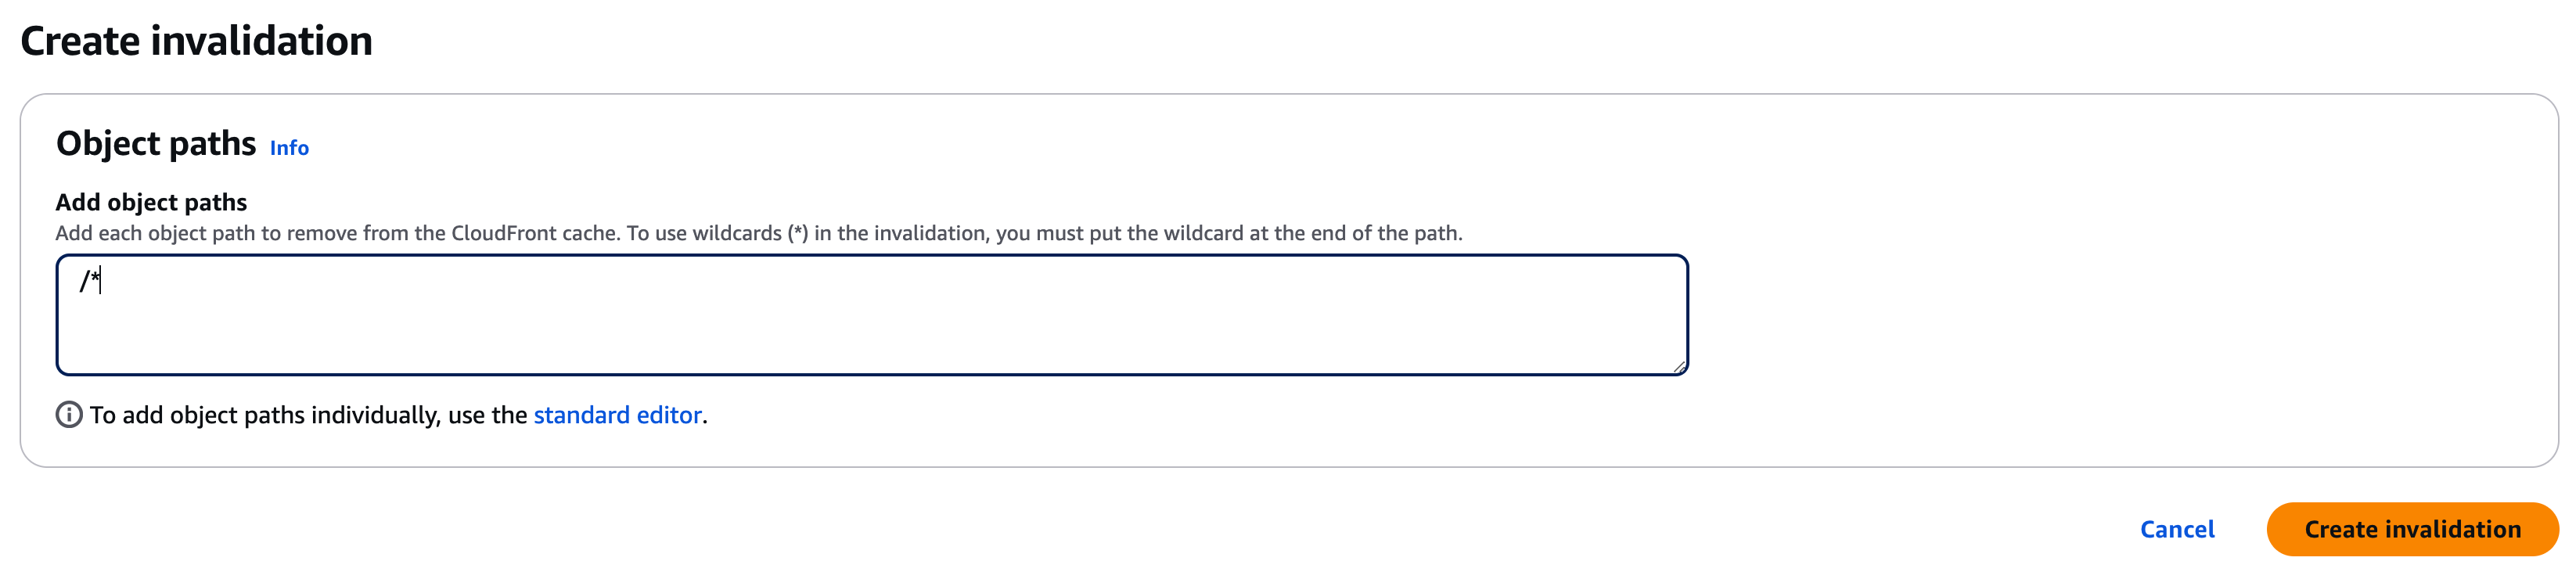 Create invalidation
Object paths Info
Add object paths
Add each object path to remove from the CloudFront cache. To use wildcards (*) in the invalidation, you must put the wildcard at the end of the path.
/*
To add object paths individually, use the standard editor.
Cancel Create invalidation